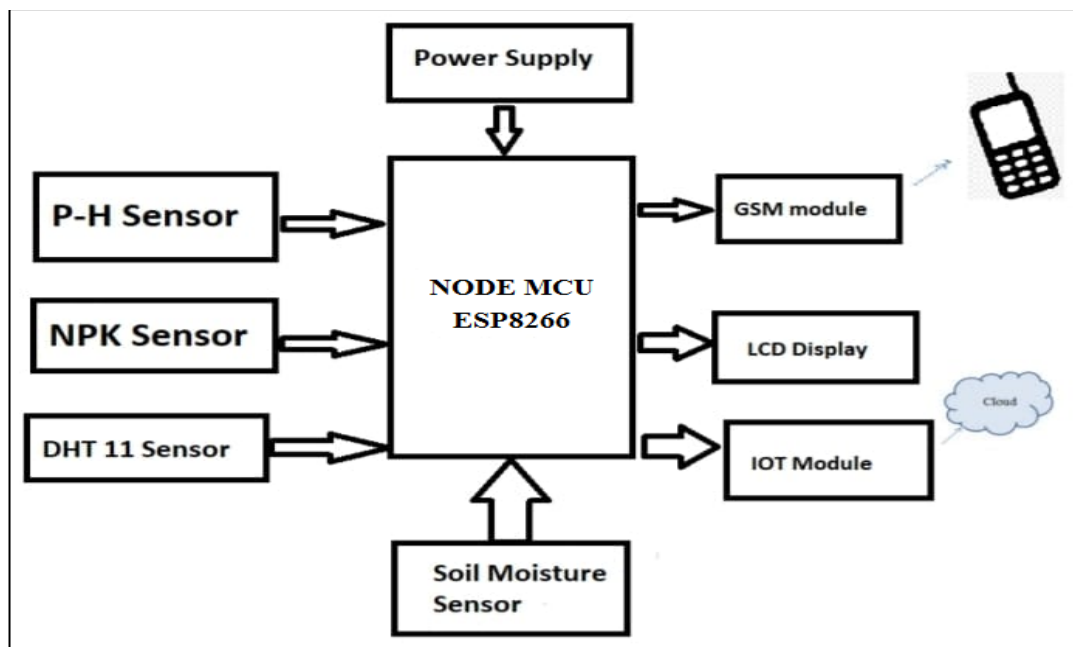 Power Supply
P-H Sensor
GSM module
NODE MCU
ESP8266
NPK Sensor
LCD Display
Cloud
DHT 11 Sensor
IOT Module
Soil Moisture
Sensor